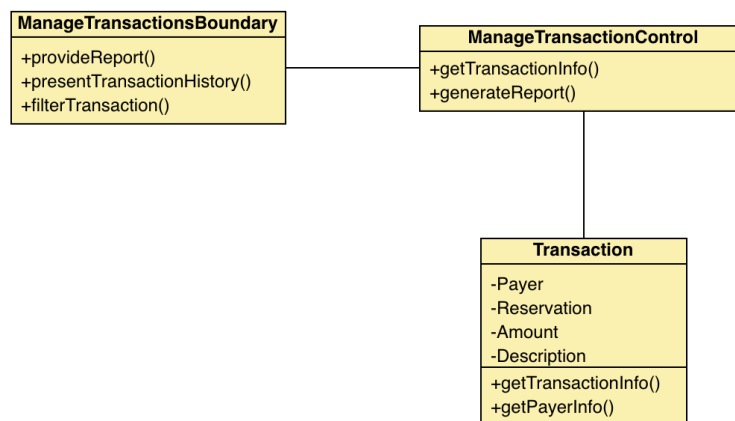 ManageTransactionsBoundary
+provideReport()
+presentTransactionHistory()
+filterTransaction()
ManageTransactionControl
+getTransactionInfo()
+generateReport()
Transaction
-Payer
-Reservation
-Amount
-Description
+getTransactionInfo()
+getPayerInfo()